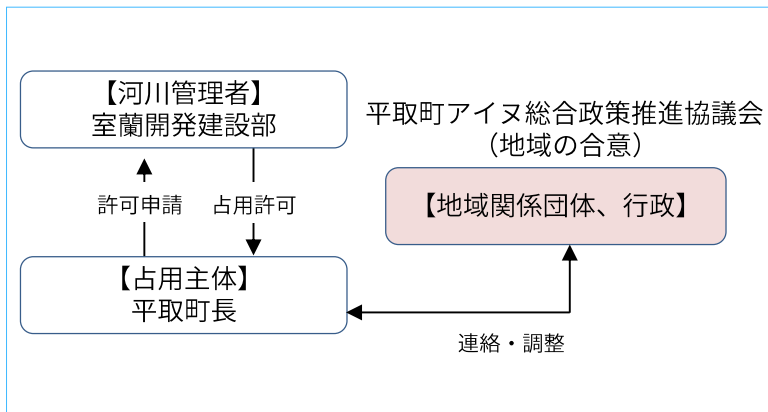 【河川管理者】
室蘭開発建設部
平取町アイヌ総合政策推進協議会
（地域の合意）
許可申請
占用許可
【地域関係団体、行政】
【占用主体】
平取町長
連絡・調整